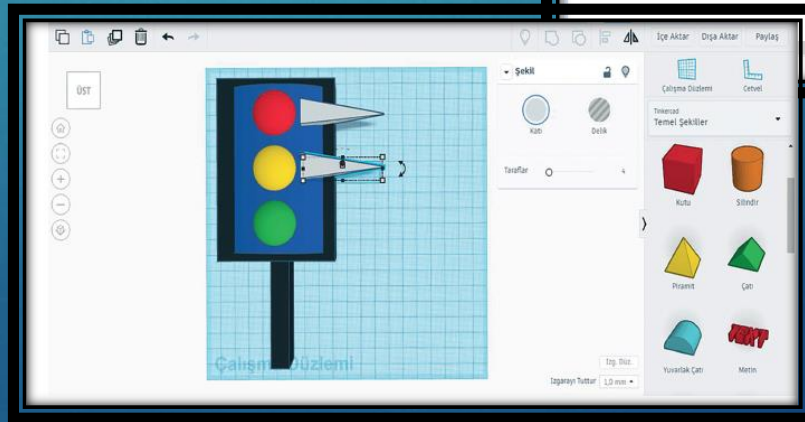 İçe Aktar Dışa Aktar Paylaş
ÜST
Şekil
Katı Delik
Taraflar 4
Çalışma Düzlemi Cetvel
Tinkercad
Temel Şekiller
Kutu Silindir
Piramit Çatı
Yuvarlak Çatı Metin
Çalışma Düzlemi
Izg. Düz.
Izgarayı Tuttur 1,0 mm